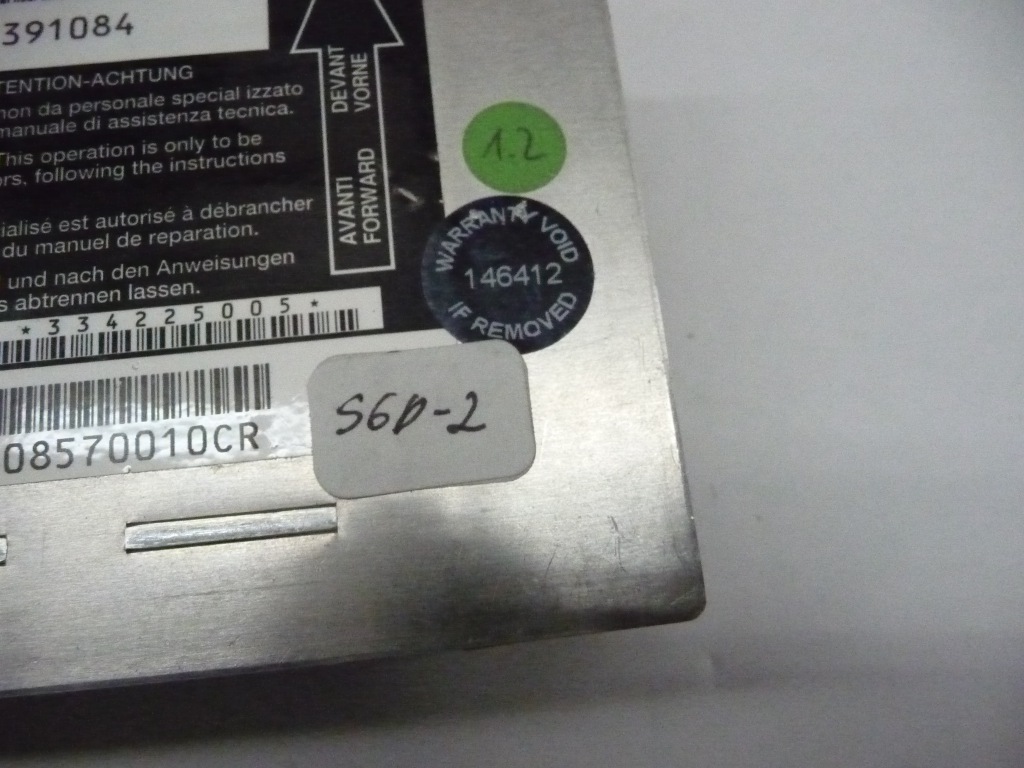 391084
TENTION-ACHTUNG
non da personale special izzato
manuale di assistenza tecnica.
This operation is only to be
rs, following the instructions
cialisé est autorisé à débrancher
du manuel de reparation.
und nach den Anweisungen
s abtrennen lassen.
*334225005*
08570010CR
DEVANT
VORNE
AVANTI
FORWARD
1.2
WARRANTY VOID
146412
IF REMOVED
S6D-2